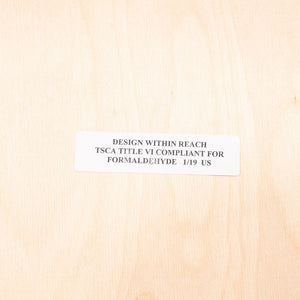 DESIGN WITHIN REACH
TSCA TITLE VI COMPLIANT FOR
FORMALDEHYDE 1/19 US